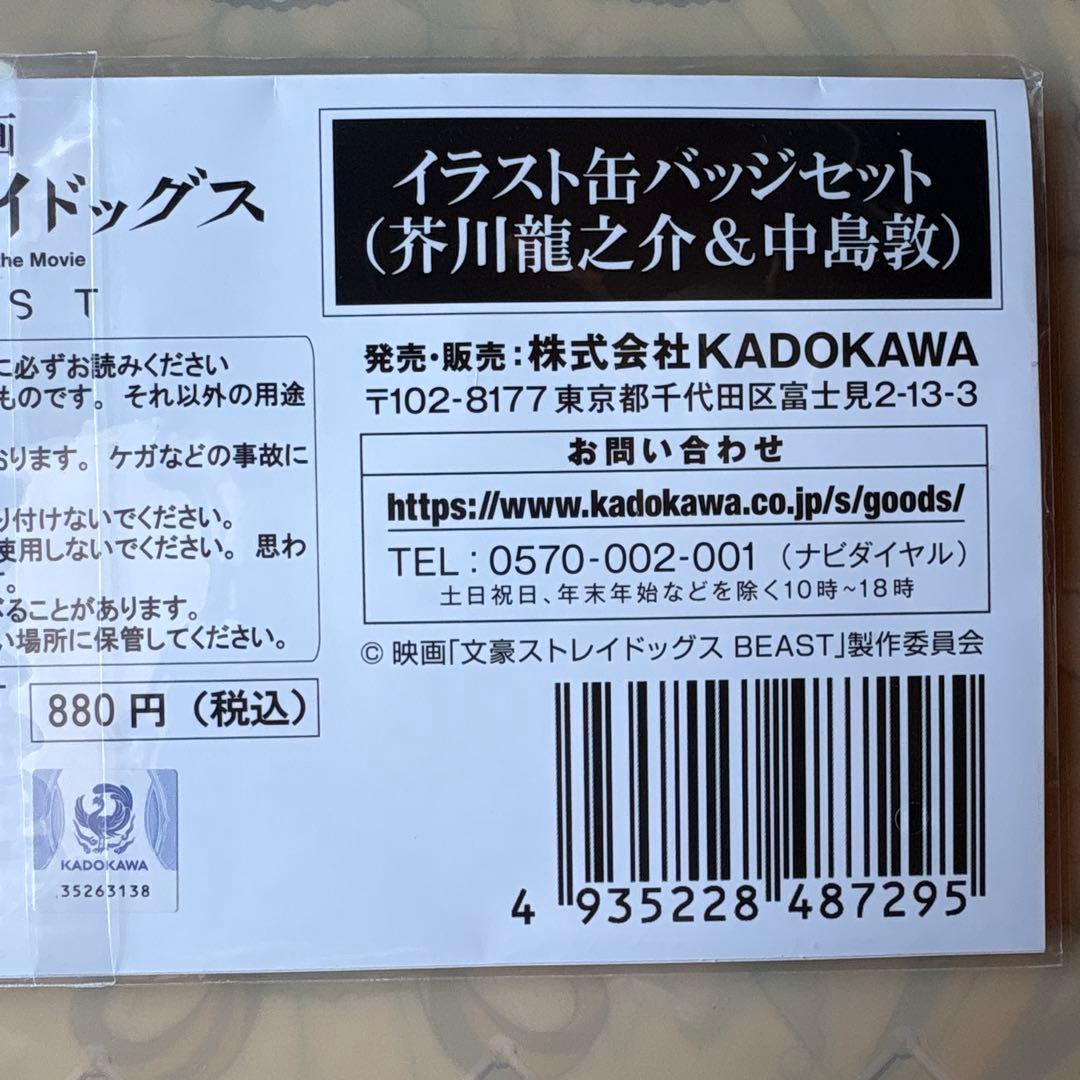 画
イドッグス
the Movie
S T
イラスト缶バッジセット
(芥川龍之介&中島敦)
に必ずお読みください
ものです。それ以外の用途
おります。ケガなどの事故に
り付けないでください。
使用しないでください。思わ
す。
べることがあります。
い場所に保管してください。
880円(税込)
KADOKAWA
35263138
発売・販売:株式会社KADOKAWA
〒102-8177東京都千代田区富士見2-13-3
お問い合わせ
https://www.kadokawa.co.jp/s/goods/
TEL:0570-002-001(ナビダイヤル)
土日祝日、年末年始などを除く10時~18時
© 映画「文豪ストレイドッグス BEAST」製作委員会
4 935228 487295